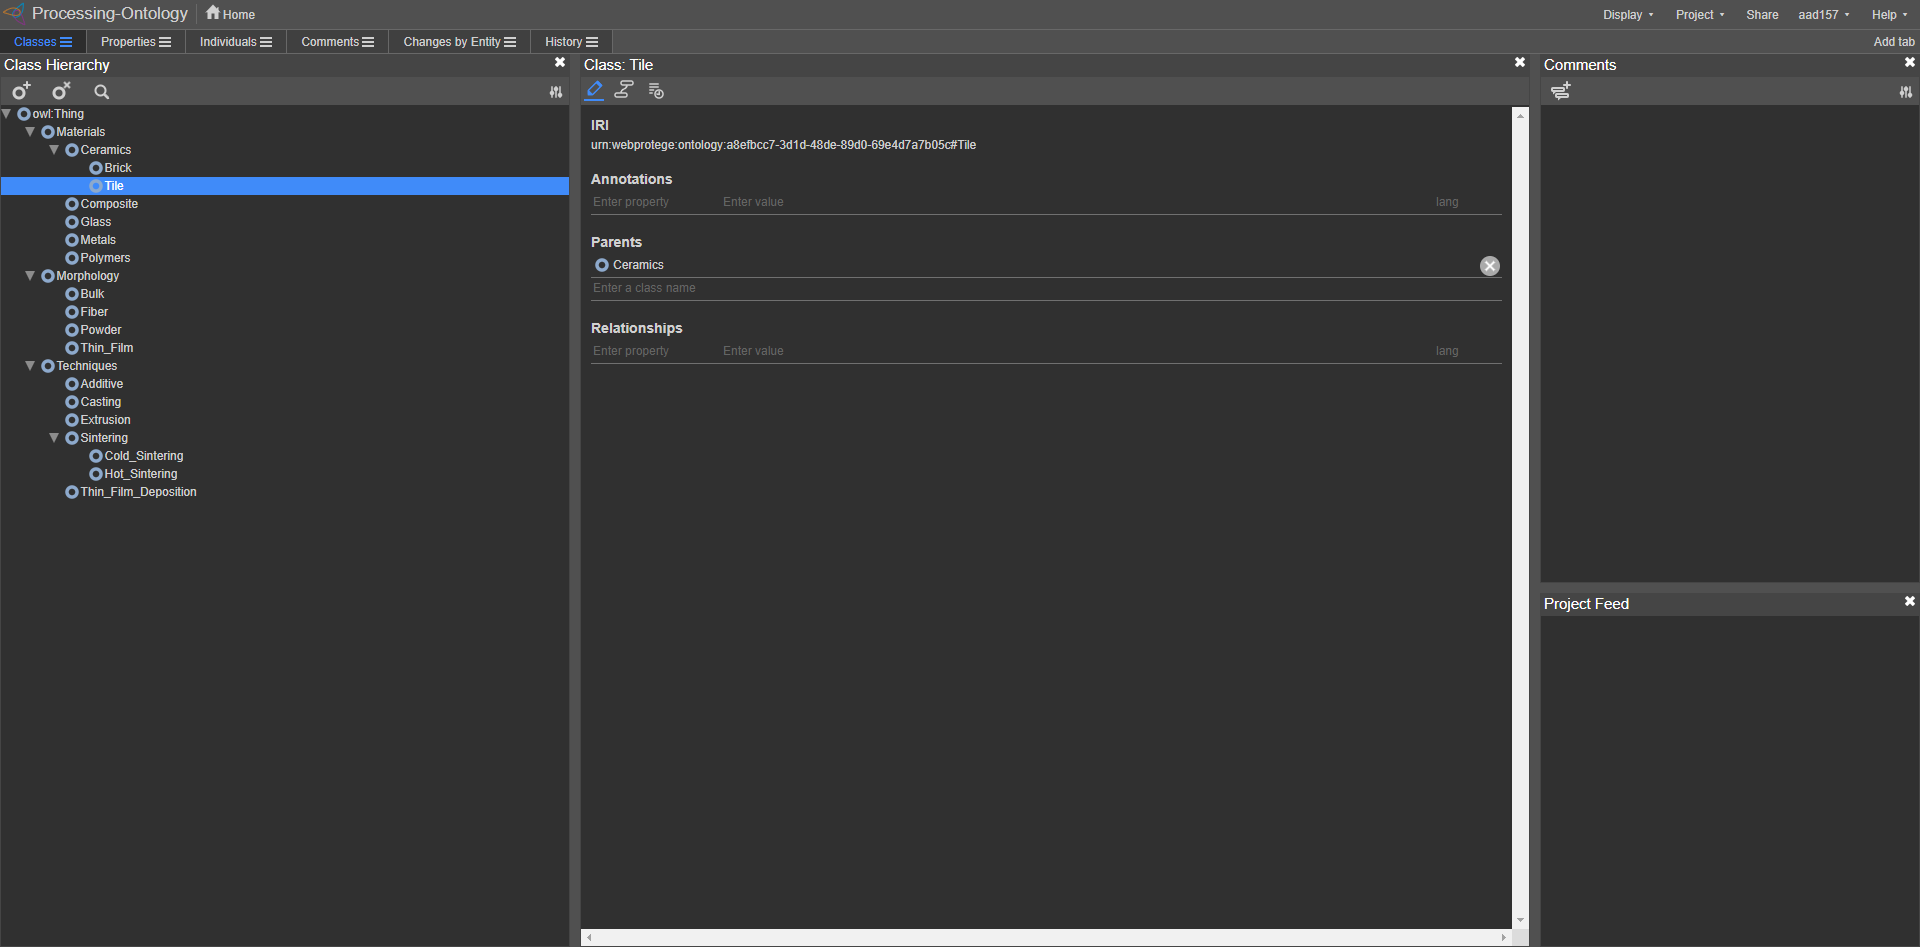 Processing-Ontology Home Display Project Share aad157 Help
Classes Properties Individuals Comments Changes by Entity History Add tab
Class Hierarchy
owl:Thing
Materials
Ceramics
Brick
Tile
Composite
Glass
Metals
Polymers
Morphology
Bulk
Fiber
Powder
Thin_Film
Techniques
Additive
Casting
Extrusion
Sintering
Cold_Sintering
Hot_Sintering
Thin_Film_Deposition
Class: Tile
IRI
urn:webprotege:ontology:a8efbcc7-3d1d-48de-89d0-69e4d7a7b05c#Tile
Annotations
Enter property Enter value lang
Parents
Ceramics
Enter a class name
Relationships
Enter property Enter value lang
Comments
Project Feed